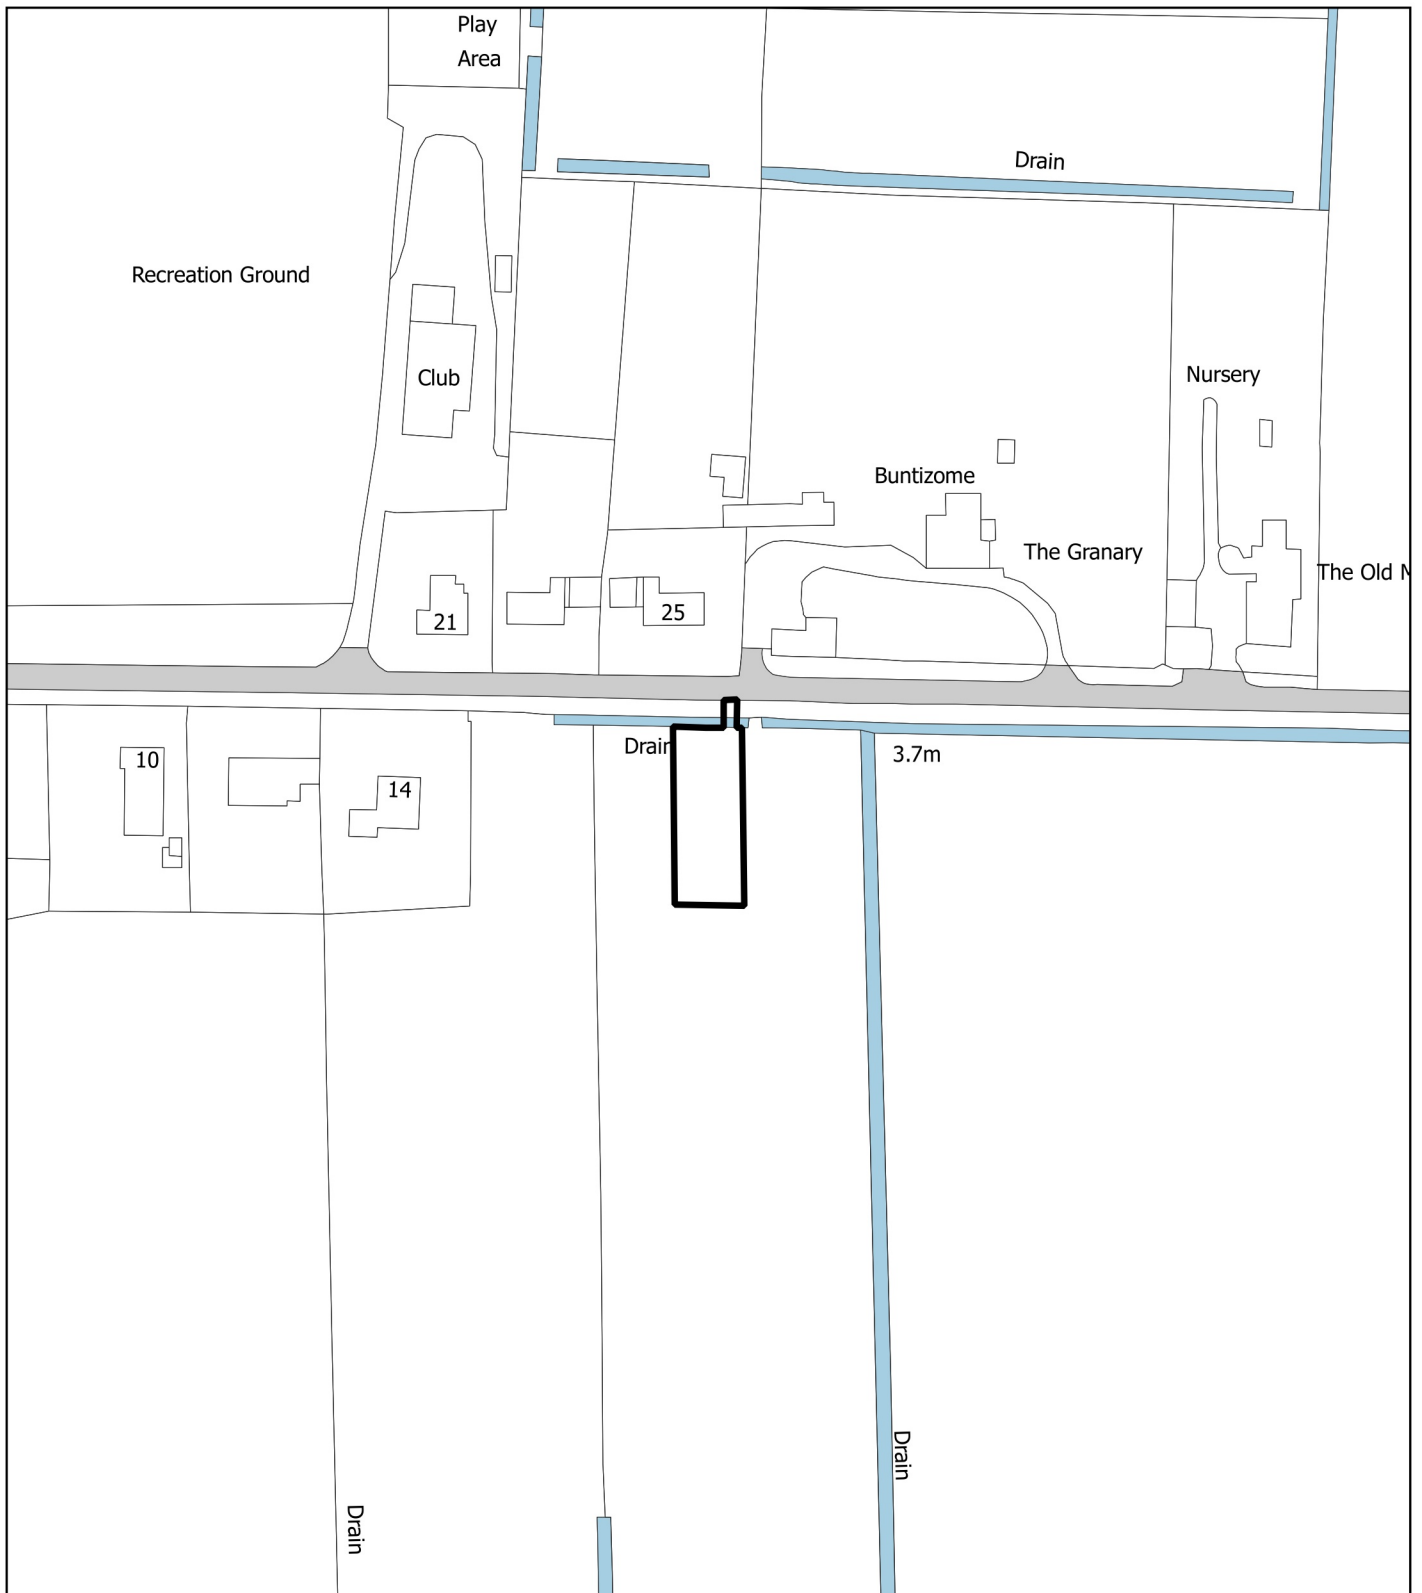 Play
Area
Drain
Recreation Ground
Club
Nursery
Buntizome
The Granary
The Old M
21
25
Drain
3.7m
10
14
Drain
Drain